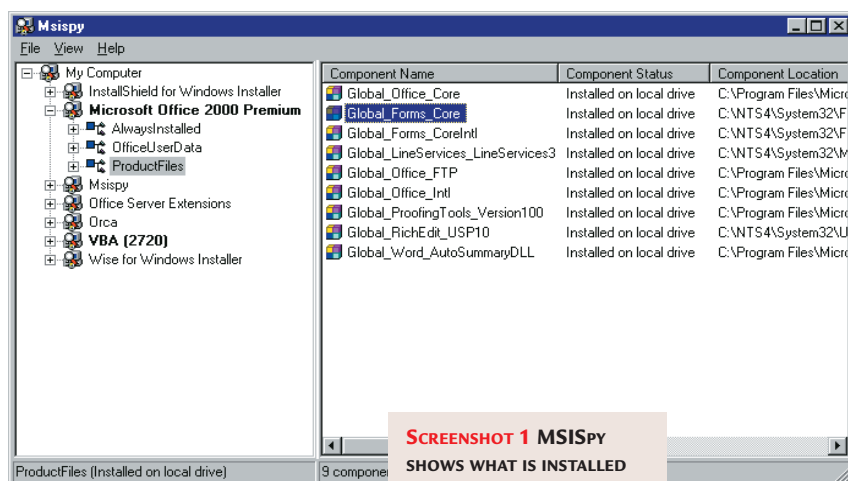 Msispy
File View Help
My Computer
InstallShield for Windows Installer
Microsoft Office 2000 Premium
AlwaysInstalled
OfficeUserData
ProductFiles
Msispy
Office Server Extensions
Orca
VBA (2720)
Wise for Windows Installer
Component Name Component Status Component Location
Global_Office_Core Installed on local drive C:\Program Files\Micro
Global_Forms_Core Installed on local drive C:\NTS4\System32\F
Global_Forms_CoreIntl Installed on local drive C:\NTS4\System32\F
Global_LineServices_LineServices3 Installed on local drive C:\NTS4\System32\M
Global_Office_FTP Installed on local drive C:\Program Files\Micro
Global_Office_Intl Installed on local drive C:\Program Files\Micro
Global_ProofingTools_Version100 Installed on local drive C:\Program Files\Micro
Global_RichEdit_USP10 Installed on local drive C:\NTS4\System32\U
Global_Word_AutoSummaryDLL Installed on local drive C:\Program Files\Micro
ProductFiles (Installed on local drive) 9 compone
SCREENSHOT 1 MSISPY
SHOWS WHAT IS INSTALLED